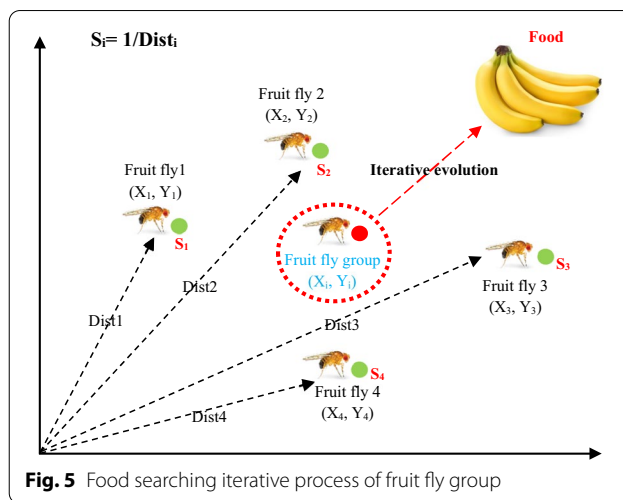 Sᵢ= 1/Distᵢ
Food
Fruit fly 2
(X₂, Y₂)
S₂
Iterative evolution
Fruit fly1
(X₁, Y₁)
S₁
Fruit fly group
(Xᵢ, Yᵢ)
S₃
Fruit fly 3
(X₃, Y₃)
Dist1
Dist2
Dist3
S₄
Fruit fly 4
(X₄, Y₄)
Dist4
Fig. 5 Food searching iterative process of fruit fly group